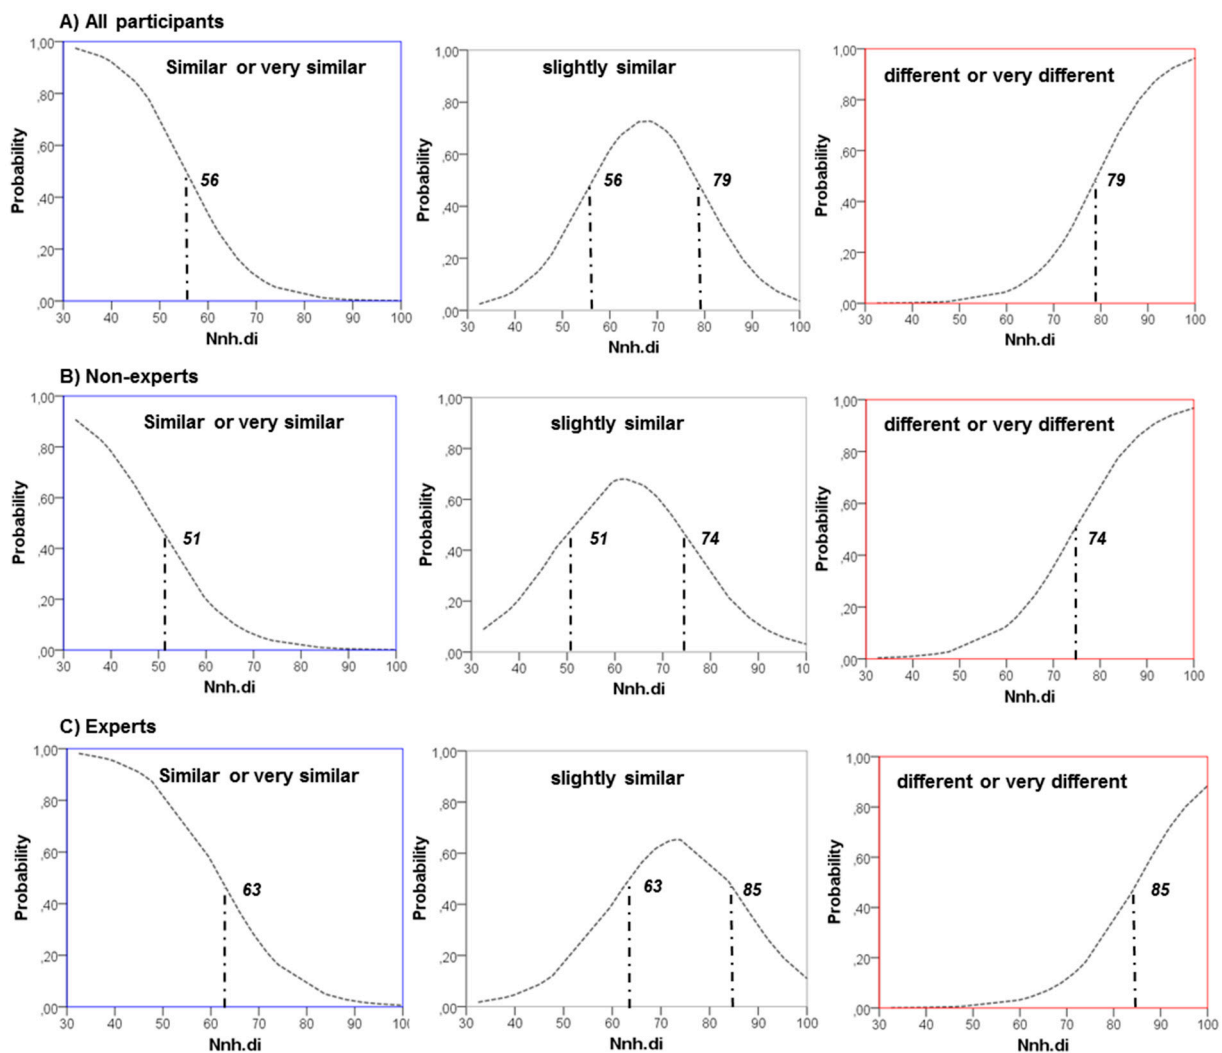 A) All participants
Similar or very similar
1,00
,80
,60
,40
,20
,00
Probability
56
30 40 50 60 70 80 90 100
Nnh.di
slightly similar
1,00
,80
,60
,40
,20
,00
Probability
56 79
30 40 50 60 70 80 90 100
Nnh.di
different or very different
1,00
,80
,60
,40
,20
,00
Probability
79
30 40 50 60 70 80 90 100
Nnh.di
B) Non-experts
Similar or very similar
1,00
,80
,60
,40
,20
,00
Probability
51
30 40 50 60 70 80 90 100
Nnh.di
slightly similar
1,00
,80
,60
,40
,20
,00
Probability
51 74
30 40 50 60 70 80 90 100
Nnh.di
different or very different
1,00
,80
,60
,40
,20
,00
Probability
74
30 40 50 60 70 80 90 100
Nnh.di
C) Experts
Similar or very similar
1,00
,80
,60
,40
,20
,00
Probability
63
30 40 50 60 70 80 90 100
Nnh.di
slightly similar
1,00
,80
,60
,40
,20
,00
Probability
63 85
30 40 50 60 70 80 90 100
Nnh.di
different or very different
1,00
,80
,60
,40
,20
,00
Probability
85
30 40 50 60 70 80 90 100
Nnh.di